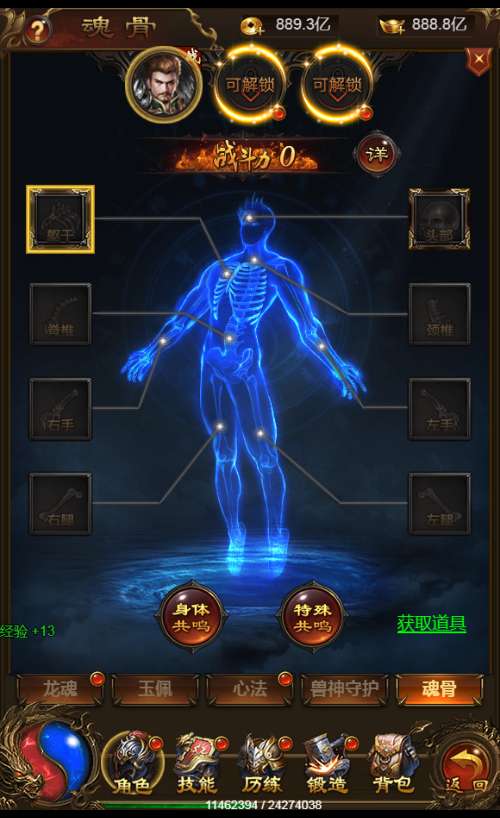 ?
魂骨
889.3亿
888.8亿
战
可解锁
可解锁
战斗力 0
详
躯干
头部
脊椎
颈椎
右手
左手
右腿
左腿
身体
共鸣
特殊
共鸣
经验 +13
获取道具
龙魂
玉佩
心法
兽神守护
魂骨
角色
技能
历练
锻造
背包
返回
11462394 / 24274038